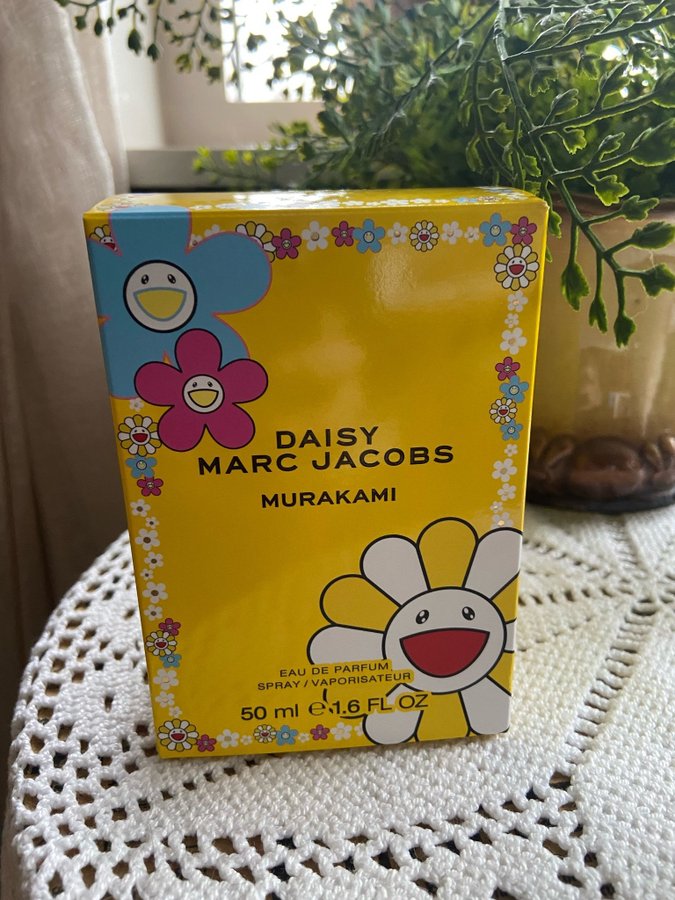 DAISY
MARC JACOBS
MURAKAMI
EAU DE PARFUM
SPRAY / VAPORISATEUR
50 ml ℮ 1.6 FL OZ